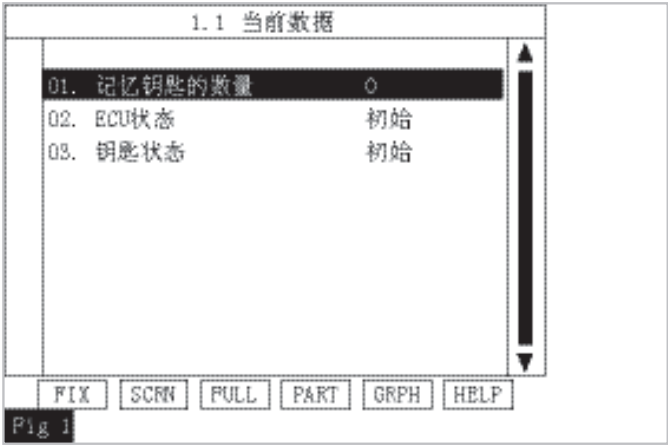 1.1 当前数据
01. 记忆钥匙的数量 0
02. ECU状态 初始
03. 钥匙状态 初始
FIX SCRN FULL PART GRPH HELP
Fig 1